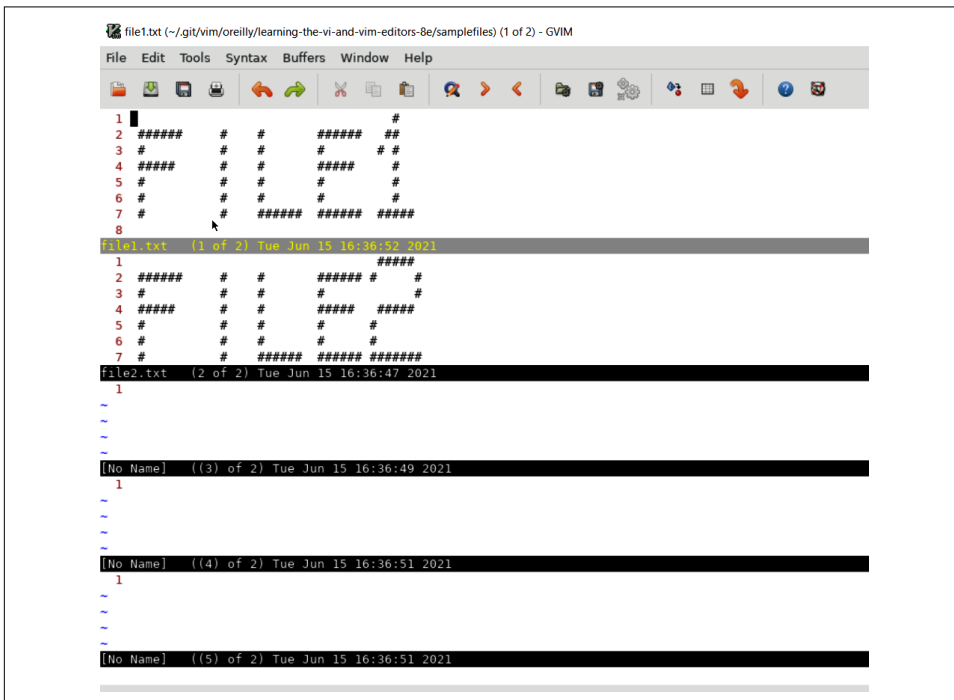 file1.txt (~/.git/vim/oreilly/learning-the-vi-and-vim-editors-8e/samplefiles) (1 of 2) - GVIM
File Edit Tools Syntax Buffers Window Help
1                                   #
2  ######     #    #       ######   ##
3  #          #    #       #       # #
4  #####      #    #       #####     #
5  #          #    #       #         #
6  #          #    #       #         #
7  #          #    ######  ######  #####
8
file1.txt   (1 of 2) Tue Jun 15 16:36:52 2021
1                                  #####
2  ######     #    #       ###### #     #
3  #          #    #       #            #
4  #####      #    #       #####   #####
5  #          #    #       #      #
6  #          #    #       #      #
7  #          #    ######  ###### #######
file2.txt   (2 of 2) Tue Jun 15 16:36:47 2021
1
~
~
~
~
[No Name]   ((3) of 2) Tue Jun 15 16:36:49 2021
1
~
~
~
~
[No Name]   ((4) of 2) Tue Jun 15 16:36:51 2021
1
~
~
~
~
[No Name]   ((5) of 2) Tue Jun 15 16:36:51 2021